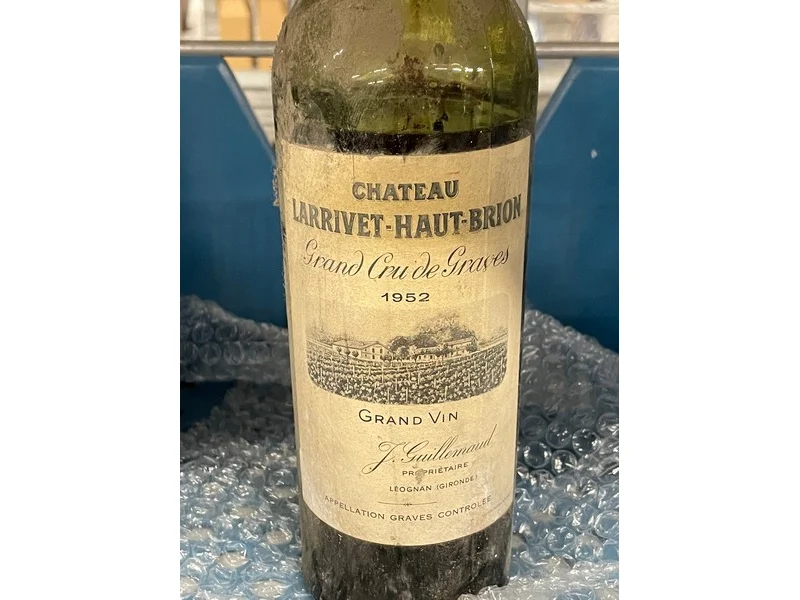 CHATEAU
LARRIVET-HAUT-BRION
Grand Cru de Graves
1952
GRAND VIN
J. Guillemaud
PROPRIÉTAIRE
LÉOGNAN (GIRONDE)
APPELLATION GRAVES CONTROLÉE